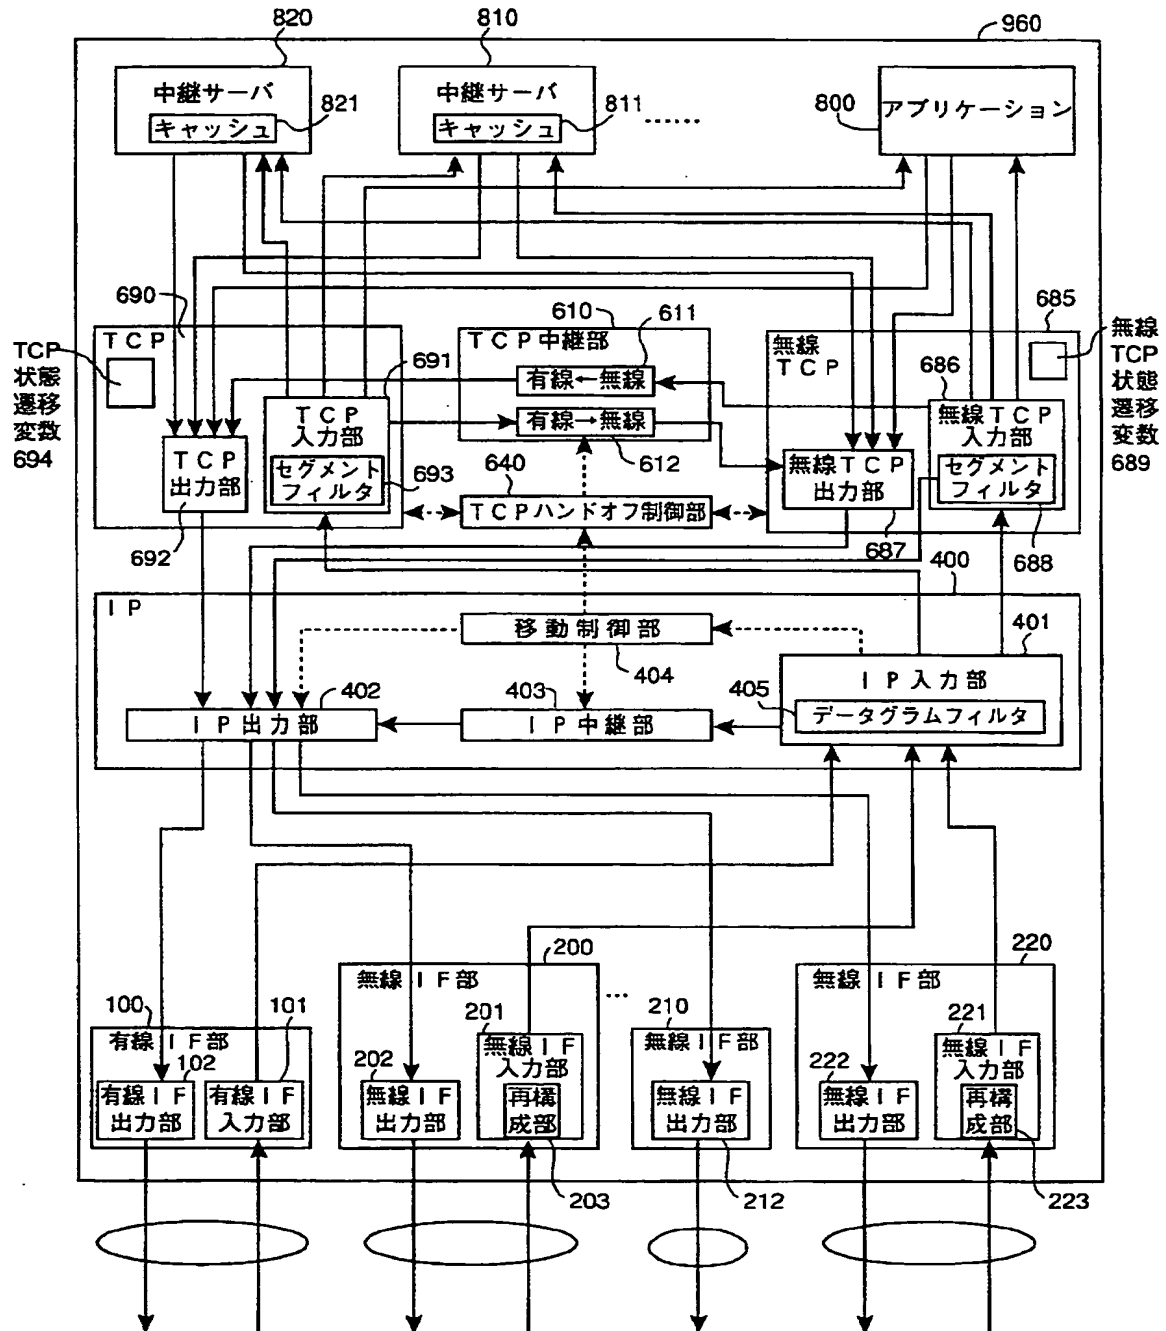 820
810
960
中継サーバ
821
キャッシュ
中継サーバ
811
キャッシュ
......
800
アプリケーション
690
610
611
685
TCP
状態
遷移
変数
694
TCP
691
TCP
入力部
セグメント
フィルタ
693
TCP
出力部
692
TCP中継部
有線←無線
有線→無線
612
640
TCPハンドオフ制御部
無線
TCP
686
無線TCP
入力部
セグメント
フィルタ
無線TCP
出力部
687
688
無線
TCP
状態
遷移
変数
689
400
IP
移動制御部
404
401
IP入力部
405
データグラムフィルタ
402
IP出力部
403
IP中継部
100
101
有線IF部
102
有線IF
出力部
有線IF
入力部
200
無線IF部
201
202
無線IF
入力部
再構
成部
無線IF
出力部
203
...
210
無線IF部
無線IF
出力部
212
220
無線IF部
221
222
無線IF
入力部
再構
成部
無線IF
出力部
223